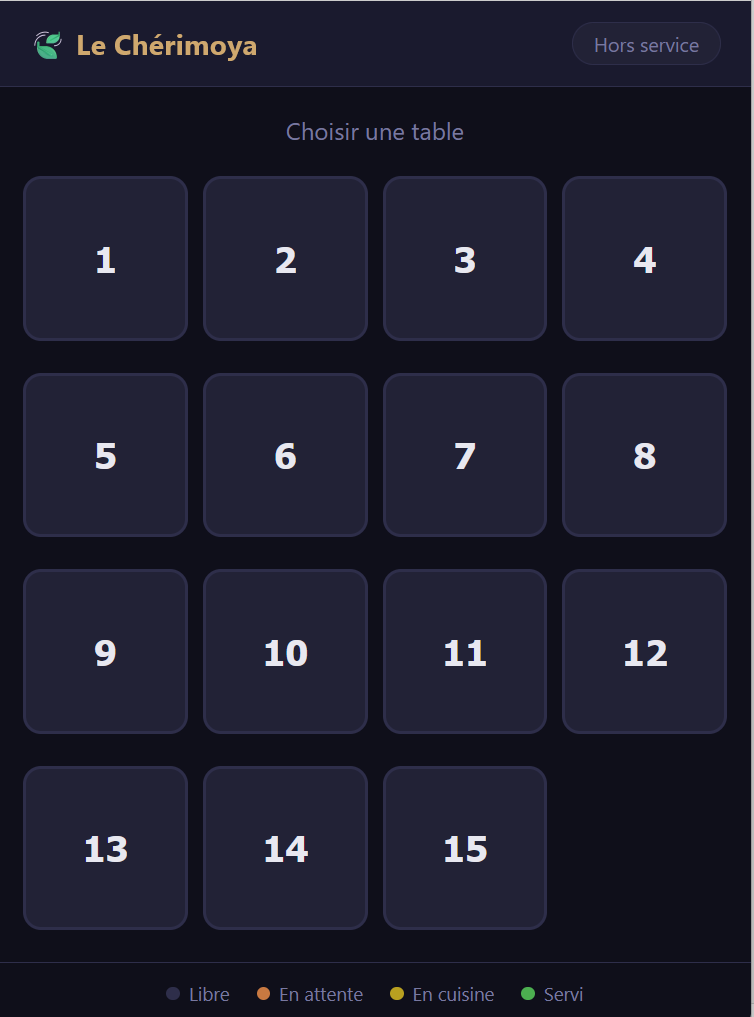 Le Chérimoya
Hors service
Choisir une table
1 2 3 4
5 6 7 8
9 10 11 12
13 14 15
Libre En attente En cuisine Servi